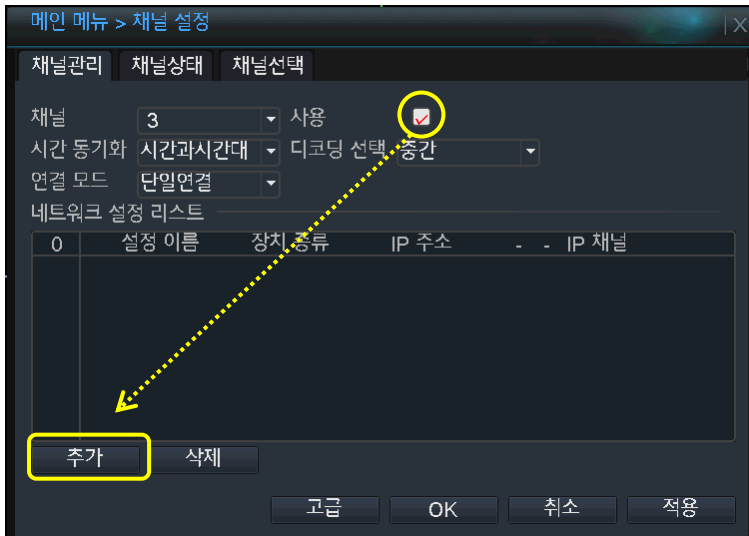 메인 메뉴 > 채널 설정 X
채널관리 채널상태 채널선택
채널 3 사용
시간 동기화 시간과시간대 디코딩 선택 중간
연결 모드 단일연결
네트워크 설정 리스트
0 설정 이름 장치 종류 IP 주소 - - IP 채널
추가 삭제
고급 OK 취소 적용